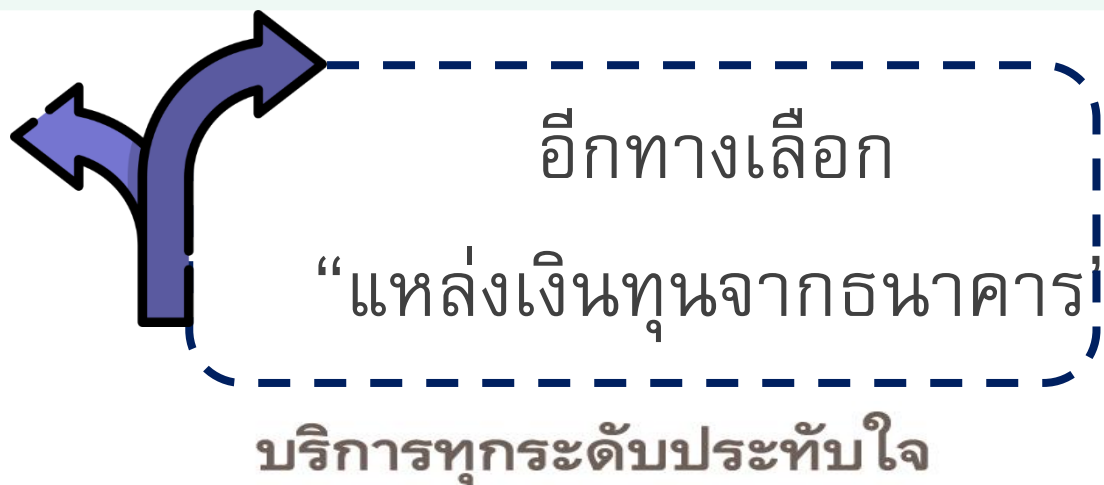 อีกทางเลือก
“แหล่งเงินทุนจากธนาคาร”
บริการทุกระดับประทับใจ